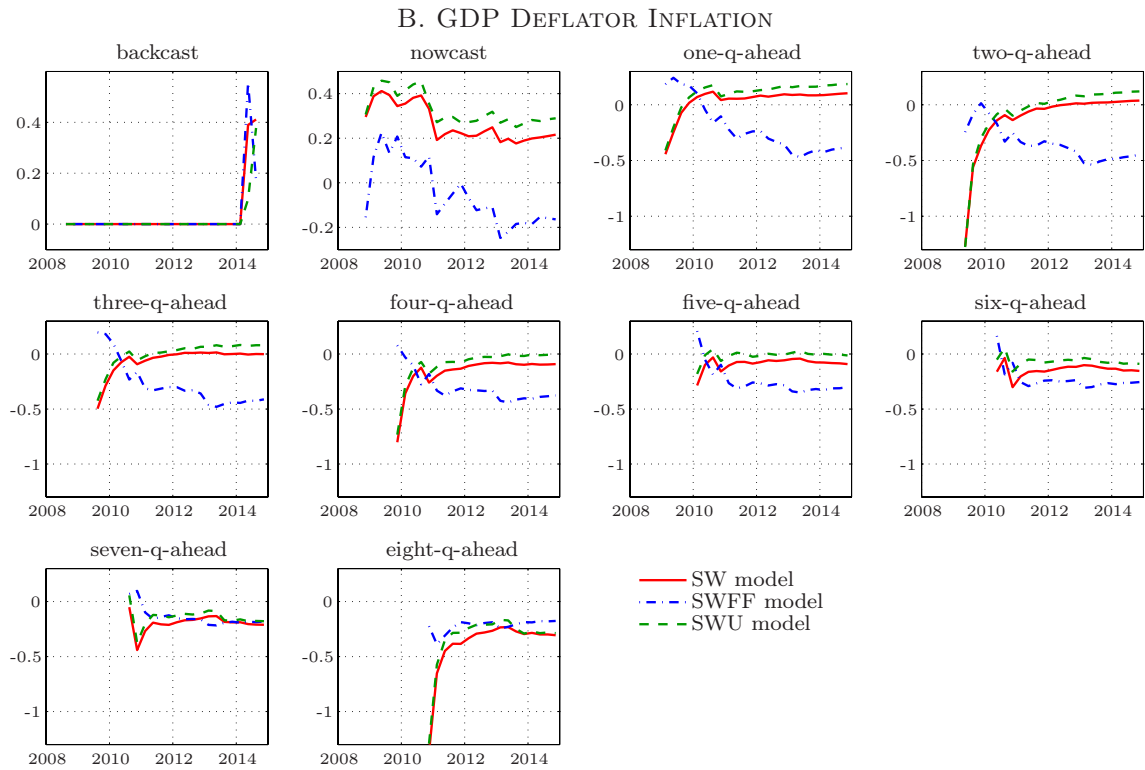 B. GDP DEFLATOR INFLATION
backcast
nowcast
one-q-ahead
two-q-ahead
0.4
0.2
0
2008 2010 2012 2014
0.4
0.2
0
-0.2
2008 2010 2012 2014
0
-0.5
-1
2008 2010 2012 2014
0
-0.5
-1
2008 2010 2012 2014
three-q-ahead
four-q-ahead
five-q-ahead
six-q-ahead
0
-0.5
-1
2008 2010 2012 2014
0
-0.5
-1
2008 2010 2012 2014
0
-0.5
-1
2008 2010 2012 2014
0
-0.5
-1
2008 2010 2012 2014
seven-q-ahead
eight-q-ahead
0
-0.5
-1
2008 2010 2012 2014
0
-0.5
-1
2008 2010 2012 2014
SW model
SWFF model
SWU model